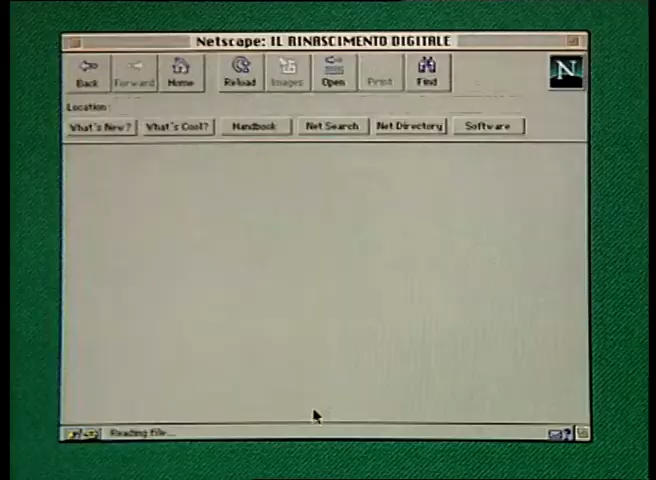 Netscape: IL RINASCIMENTO DIGITALE
Back Forward Home Reload Images Open Print Find
N
Location:
What's New? What's Cool? Handbook Net Search Net Directory Software
Reading file...
?